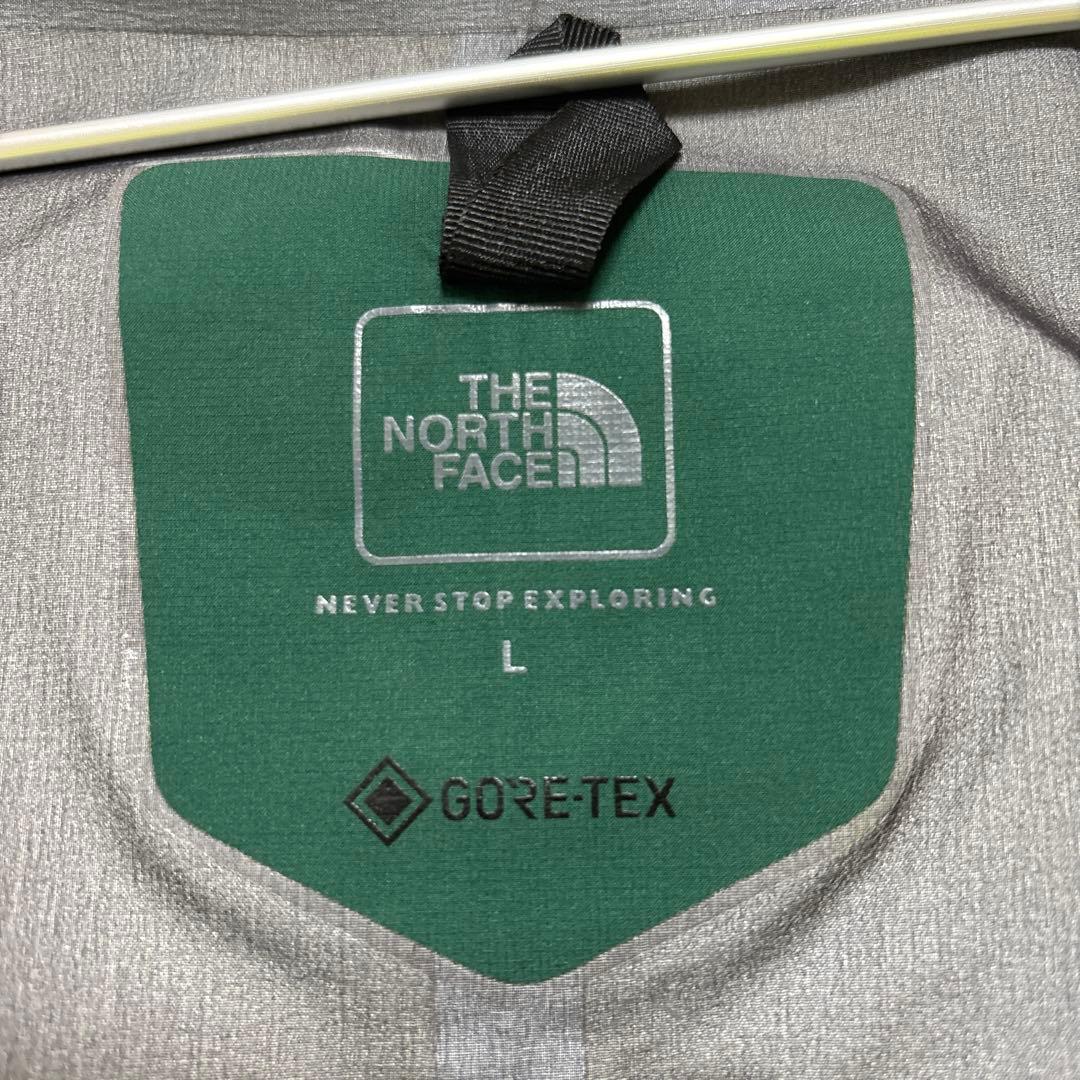 THE
NORTH
FACE
NEVER STOP EXPLORING
L
GORE-TEX